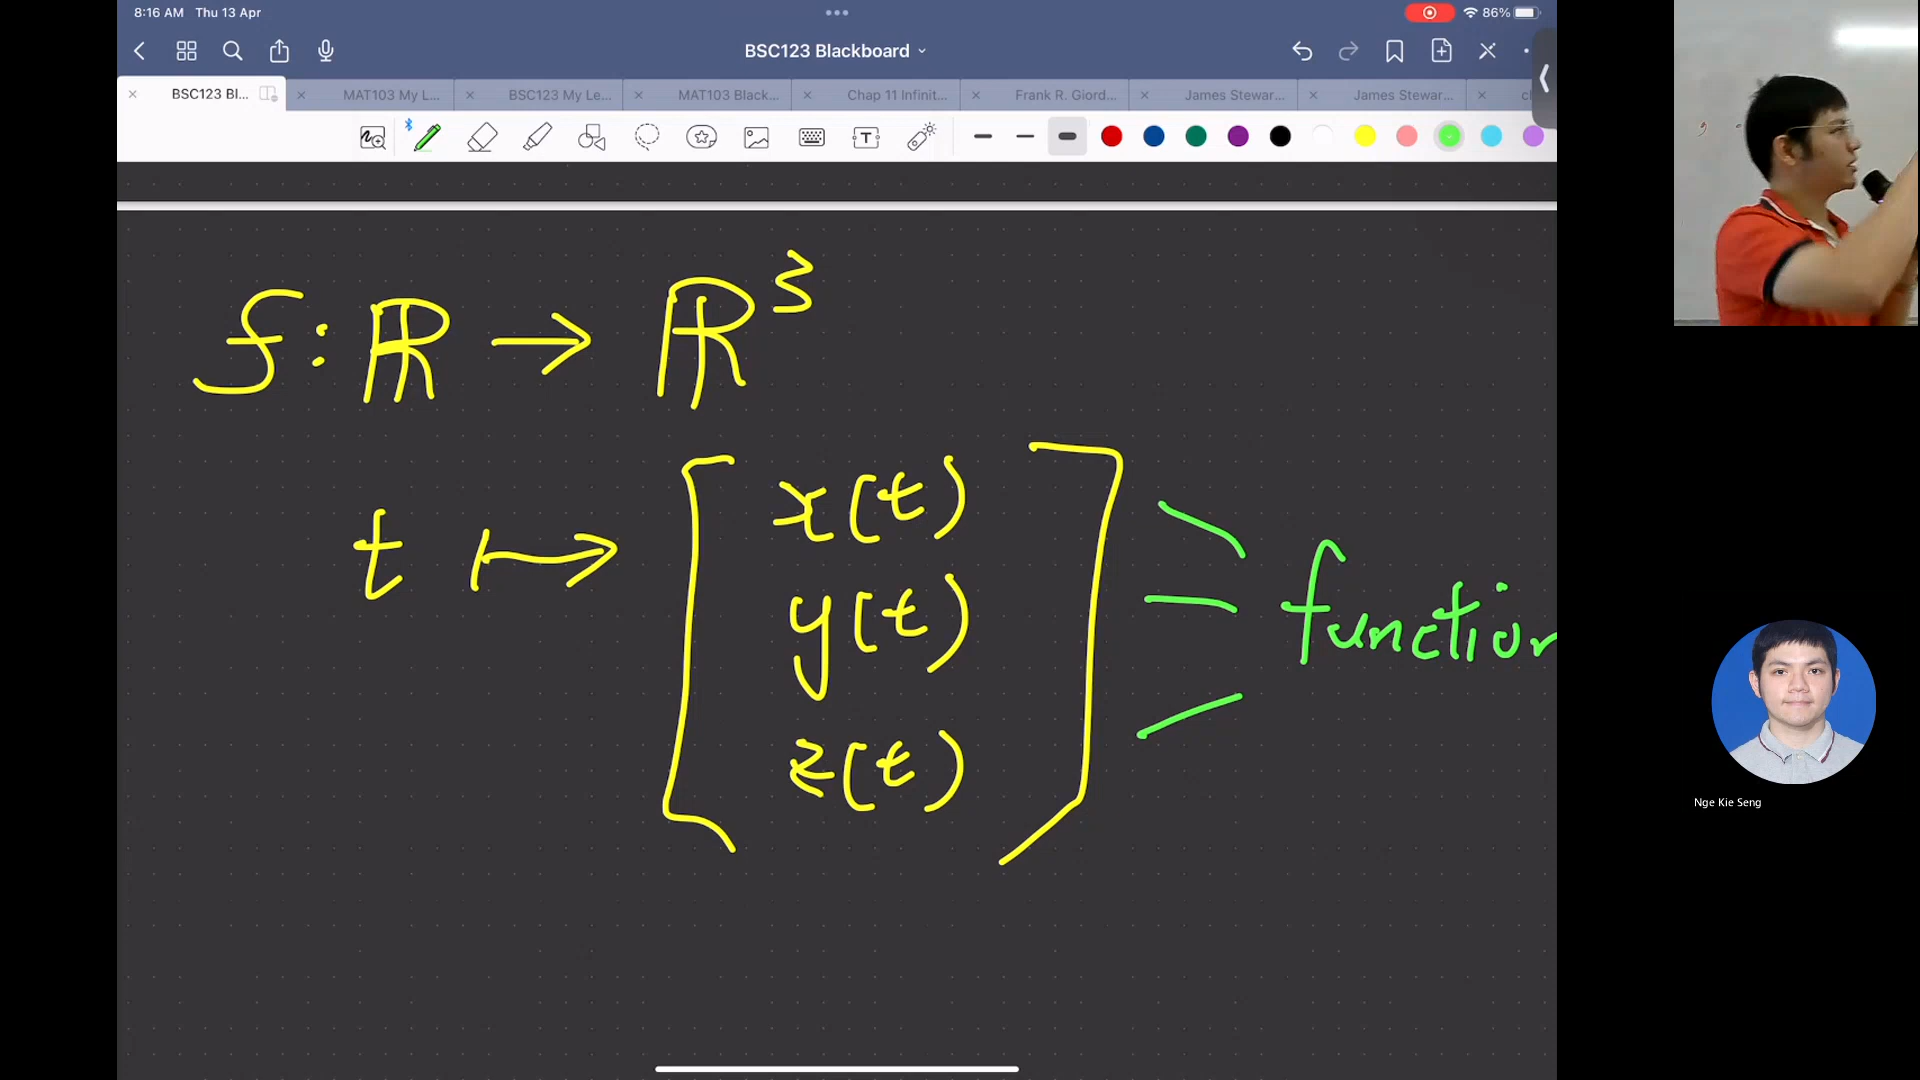 8:16 AM Thu 13 Apr
86%
BSC123 Blackboard
BSC123 Bl...
MAT103 My L...
BSC123 My Le...
MAT103 Black...
Chap 11 Infinit...
Frank R. Giord...
James Stewar...
James Stewar...
f: ℝ → ℝ³
t ↦ [ x(t)
y(t)
z(t) ]
function
Nge Kie Seng